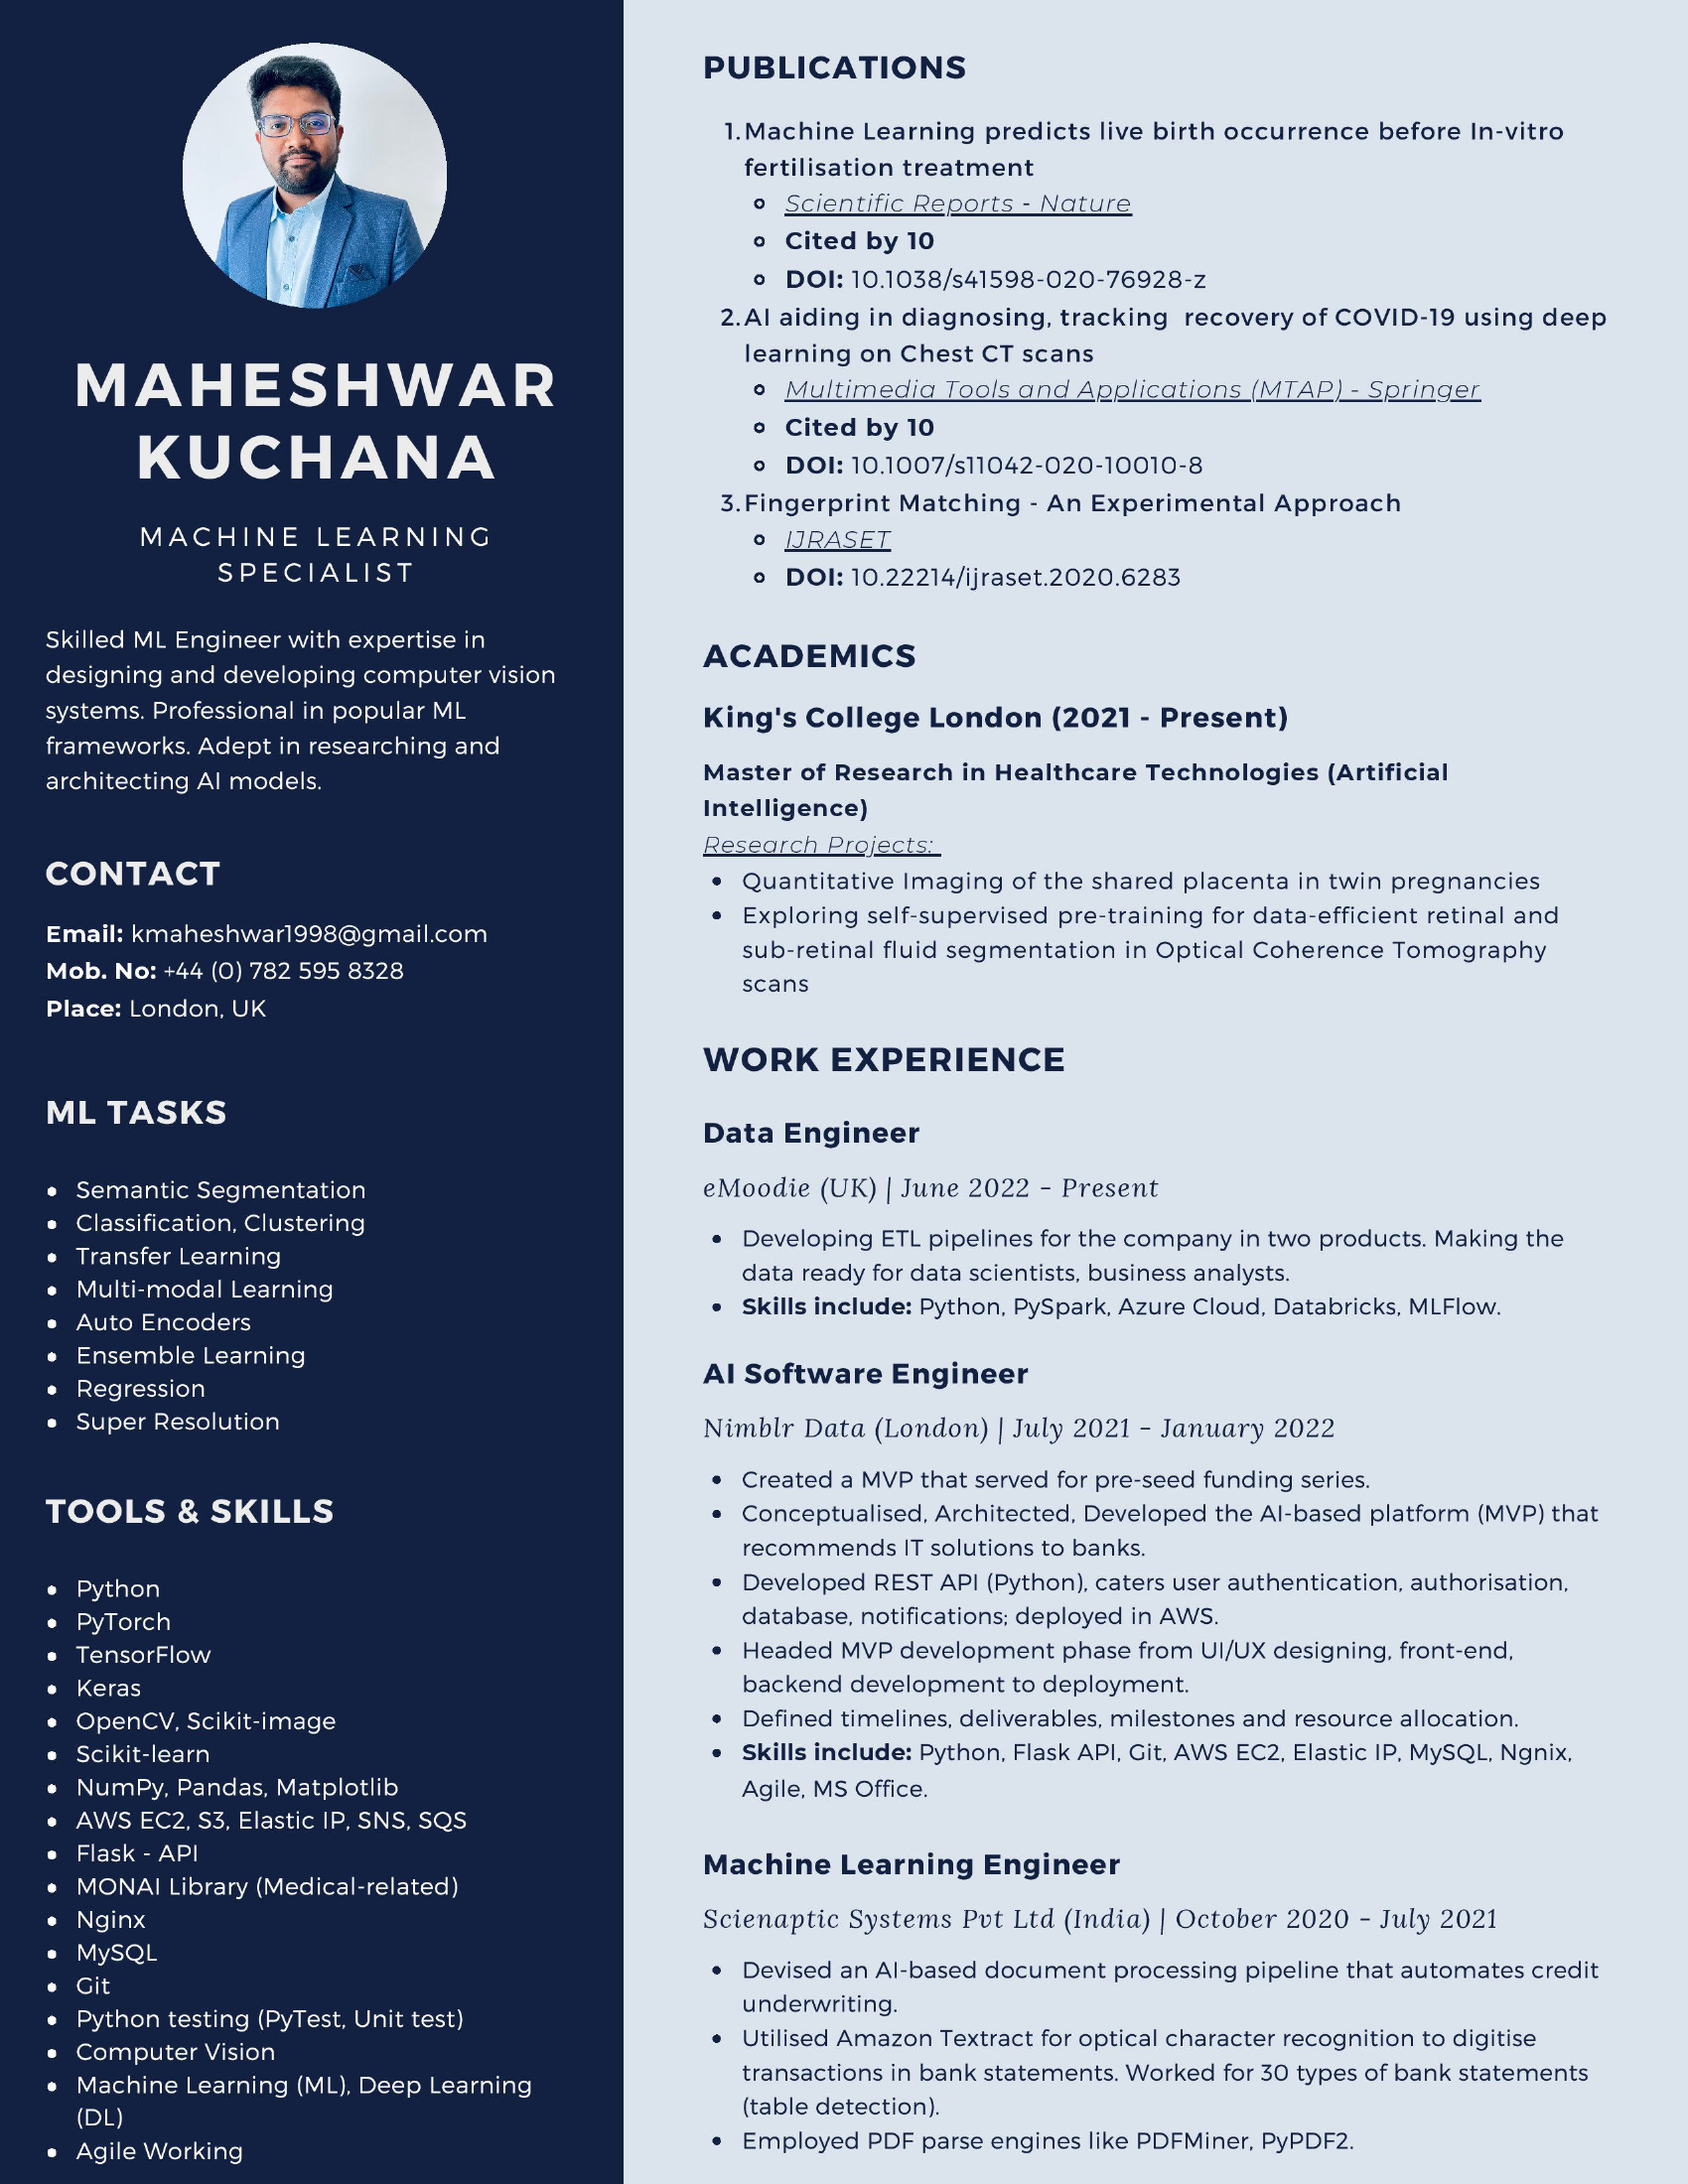 MAHESHWAR
KUCHANA
MACHINE LEARNING
SPECIALIST
Skilled ML Engineer with expertise in
designing and developing computer vision
systems. Professional in popular ML
frameworks. Adept in researching and
architecting AI models.
CONTACT
Email: kmaheshwar1998@gmail.com
Mob. No: +44 (0) 782 595 8328
Place: London, UK
ML TASKS
• Semantic Segmentation
• Classification, Clustering
• Transfer Learning
• Multi-modal Learning
• Auto Encoders
• Ensemble Learning
• Regression
• Super Resolution
TOOLS & SKILLS
• Python
• PyTorch
• TensorFlow
• Keras
• OpenCV, Scikit-image
• Scikit-learn
• NumPy, Pandas, Matplotlib
• AWS EC2, S3, Elastic IP, SNS, SQS
• Flask - API
• MONAI Library (Medical-related)
• Nginx
• MySQL
• Git
• Python testing (PyTest, Unit test)
• Computer Vision
• Machine Learning (ML), Deep Learning
(DL)
• Agile Working
PUBLICATIONS
1. Machine Learning predicts live birth occurrence before In-vitro
fertilisation treatment
Scientific Reports - Nature
Cited by 10
DOI: 10.1038/s41598-020-76928-z
2. AI aiding in diagnosing, tracking recovery of COVID-19 using deep
learning on Chest CT scans
Multimedia Tools and Applications (MTAP) - Springer
Cited by 10
DOI: 10.1007/s11042-020-10010-8
3. Fingerprint Matching - An Experimental Approach
IJRASET
DOI: 10.22214/ijraset.2020.6283
ACADEMICS
King's College London (2021 - Present)
Master of Research in Healthcare Technologies (Artificial
Intelligence)
Research Projects:
• Quantitative Imaging of the shared placenta in twin pregnancies
• Exploring self-supervised pre-training for data-efficient retinal and
sub-retinal fluid segmentation in Optical Coherence Tomography
scans
WORK EXPERIENCE
Data Engineer
eMoodie (UK) | June 2022 - Present
• Developing ETL pipelines for the company in two products. Making the
data ready for data scientists, business analysts.
• Skills include: Python, PySpark, Azure Cloud, Databricks, MLFlow.
AI Software Engineer
Nimblr Data (London) | July 2021 - January 2022
• Created a MVP that served for pre-seed funding series.
• Conceptualised, Architected, Developed the AI-based platform (MVP) that
recommends IT solutions to banks.
• Developed REST API (Python), caters user authentication, authorisation,
database, notifications; deployed in AWS.
• Headed MVP development phase from UI/UX designing, front-end,
backend development to deployment.
• Defined timelines, deliverables, milestones and resource allocation.
• Skills include: Python, Flask API, Git, AWS EC2, Elastic IP, MySQL, Ngnix,
Agile, MS Office.
Machine Learning Engineer
Scienaptic Systems Pvt Ltd (India) | October 2020 - July 2021
• Devised an AI-based document processing pipeline that automates credit
underwriting.
• Utilised Amazon Textract for optical character recognition to digitise
transactions in bank statements. Worked for 30 types of bank statements
(table detection).
• Employed PDF parse engines like PDFMiner, PyPDF2.